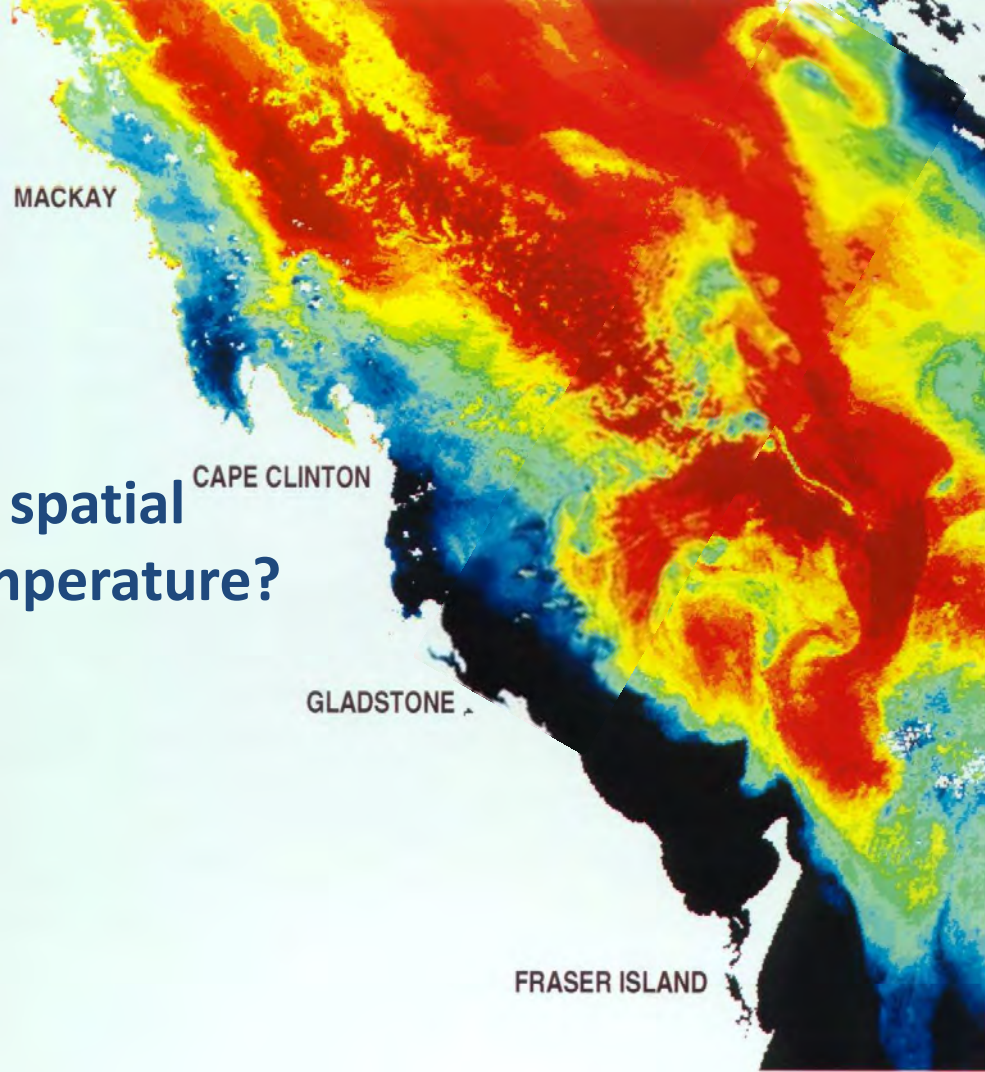 MACKAY
CAPE CLINTON
spatial
nperature?
GLADSTONE
FRASER ISLAND